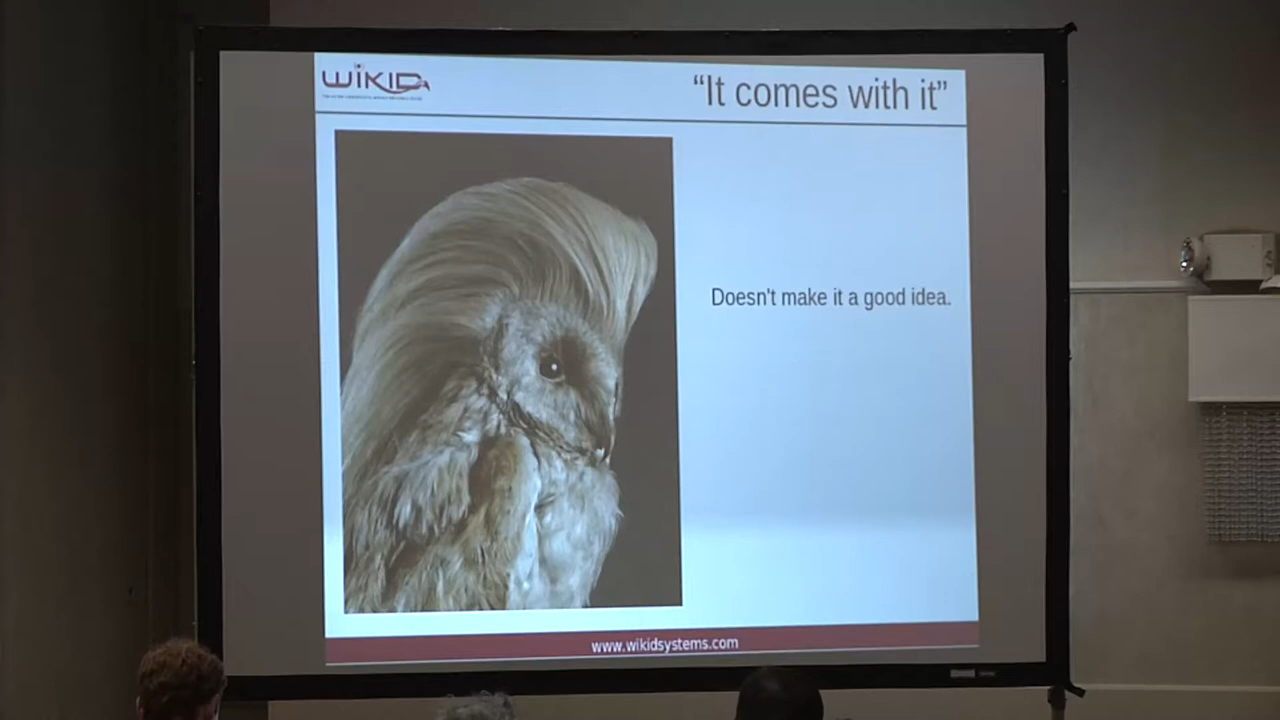 WiKID
“It comes with it”
Doesn't make it a good idea.
www.wikidsystems.com